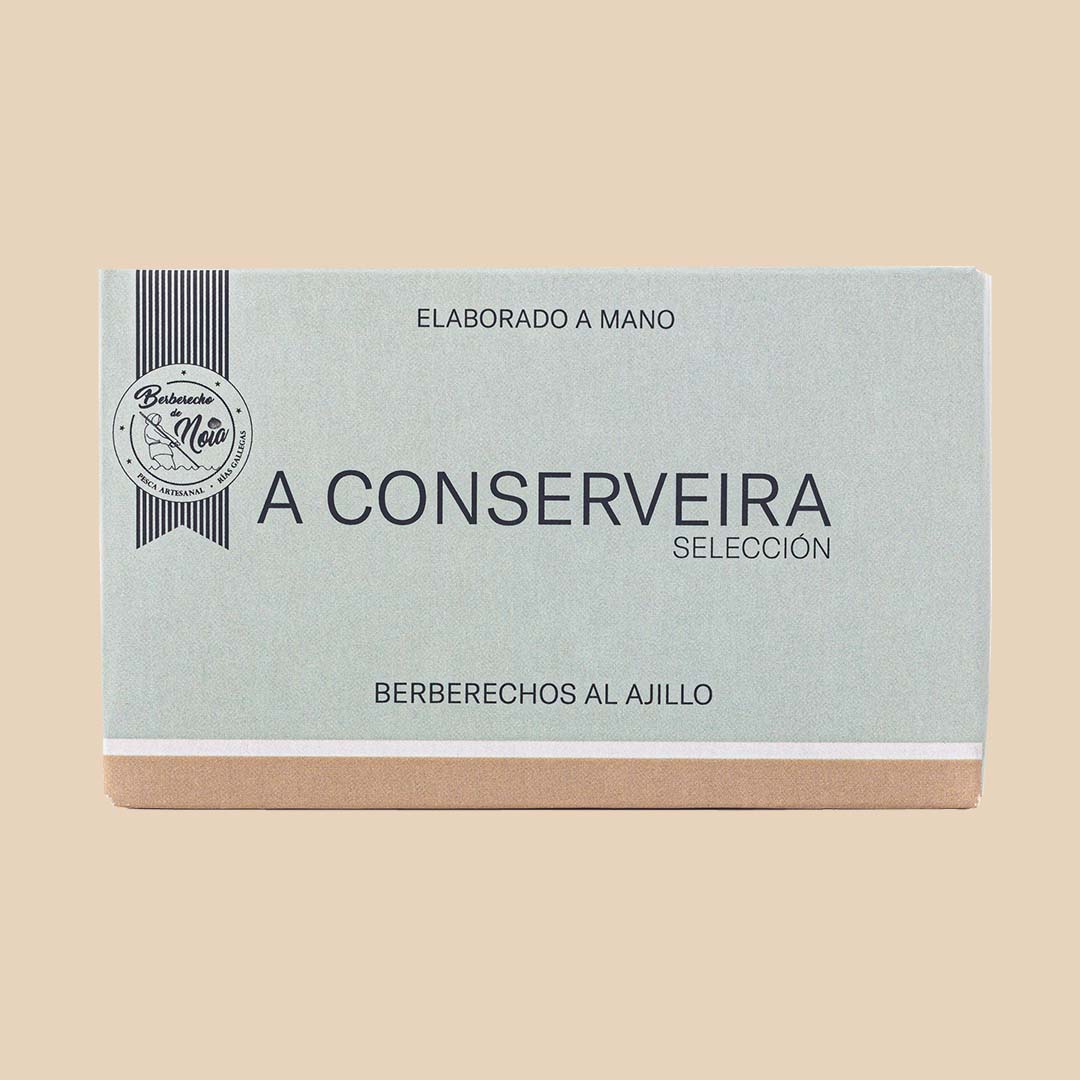 ELABORADO A MANO
Berberecho
de
Noia
PESCA ARTESANAL • RÍAS GALLEGAS
A CONSERVEIRA
SELECCIÓN
BERBERECHOS AL AJILLO